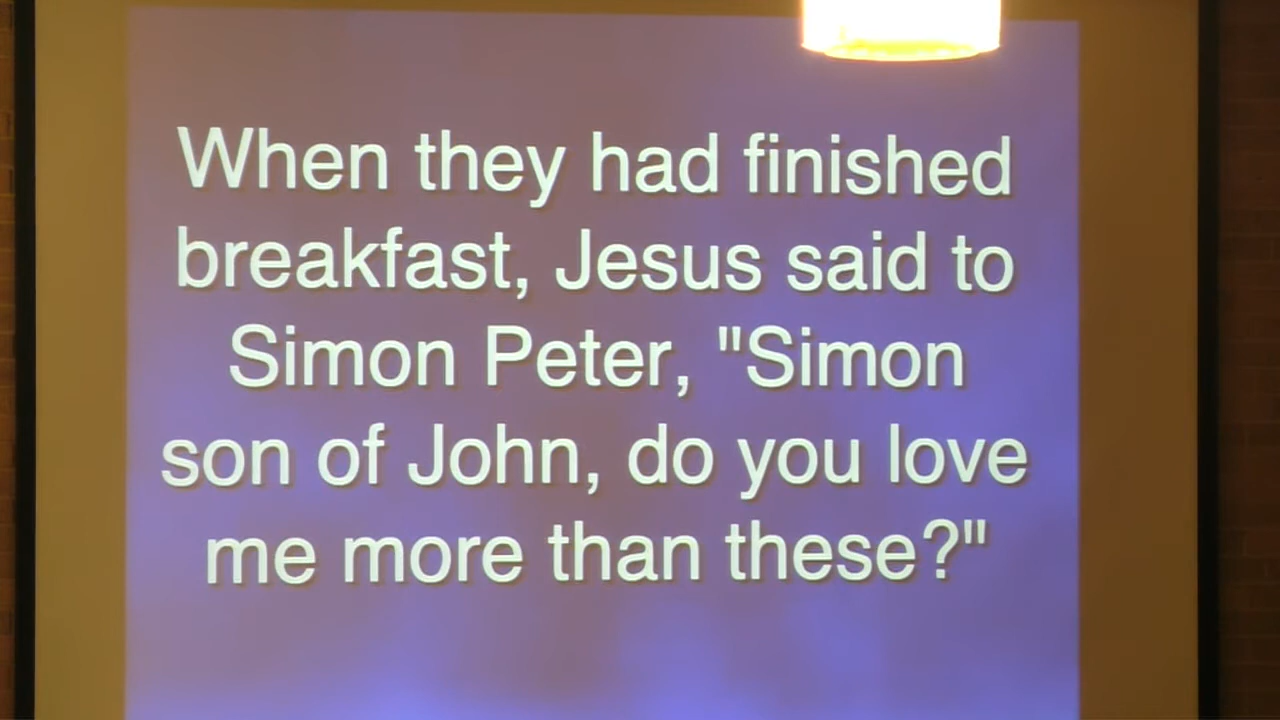 When they had finished
breakfast, Jesus said to
Simon Peter, "Simon
son of John, do you love
me more than these?"